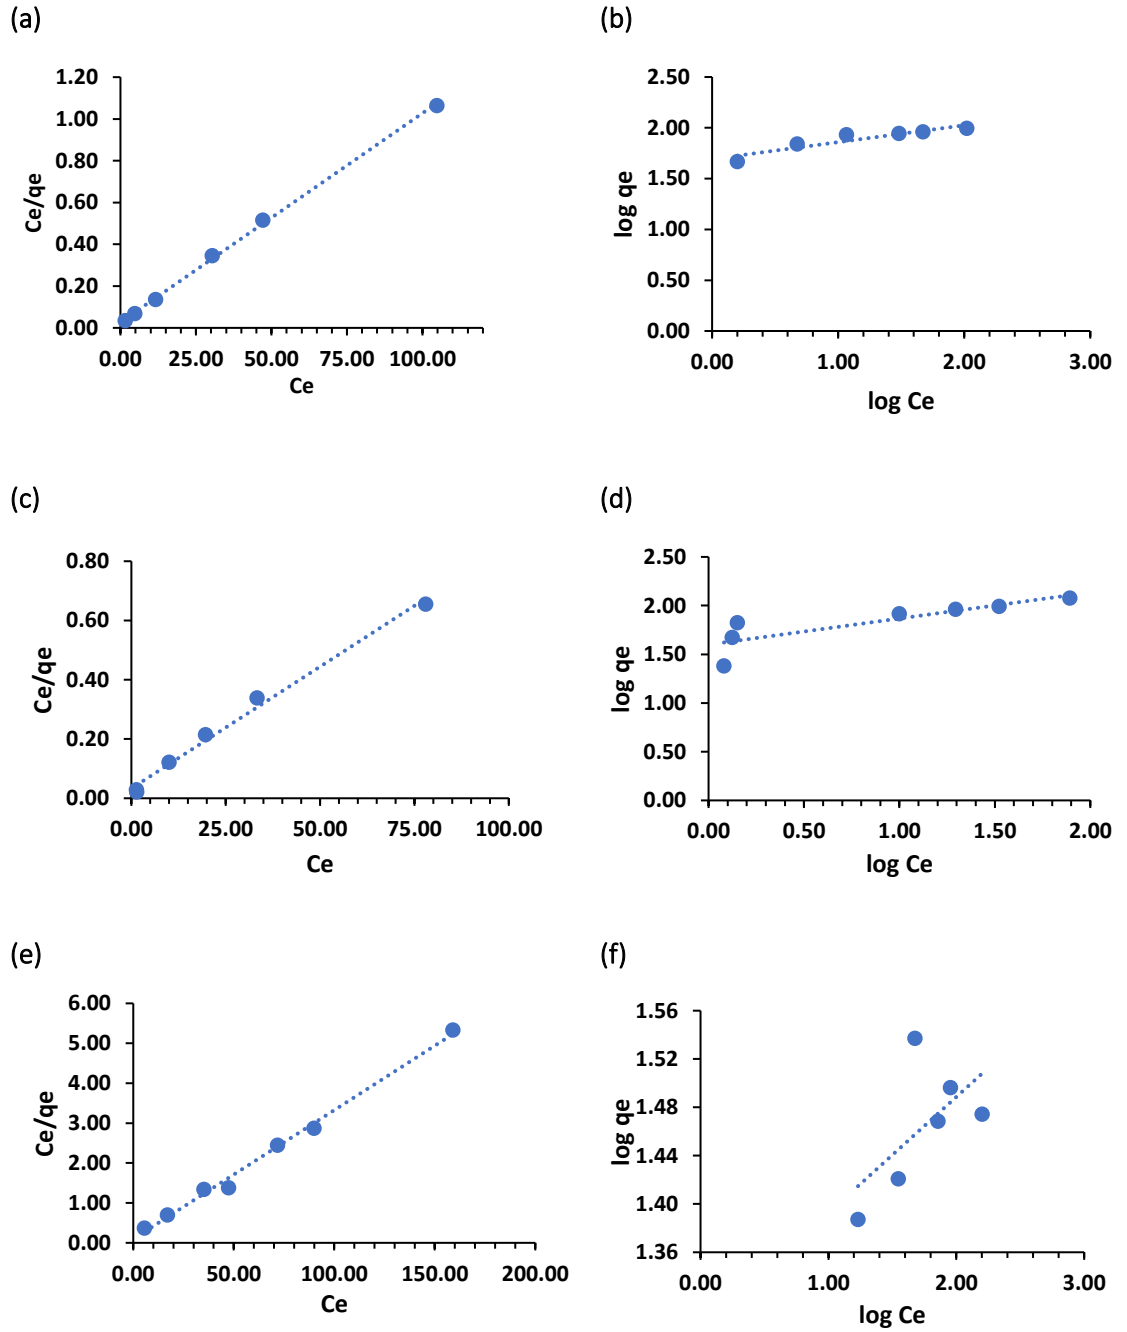 (a)
1.20
1.00
0.80
0.60
0.40
0.20
0.00
Ce/qe
0.00 25.00 50.00 75.00 100.00
Ce
(b)
2.50
2.00
1.50
1.00
0.50
0.00
log qe
0.00 1.00 2.00 3.00
log Ce
(c)
0.80
0.60
0.40
0.20
0.00
Ce/qe
0.00 25.00 50.00 75.00 100.00
Ce
(d)
2.50
2.00
1.50
1.00
0.50
0.00
log qe
0.00 0.50 1.00 1.50 2.00
log Ce
(e)
6.00
5.00
4.00
3.00
2.00
1.00
0.00
Ce/qe
0.00 50.00 100.00 150.00 200.00
Ce
(f)
1.56
1.52
1.48
1.44
1.40
1.36
log qe
0.00 1.00 2.00 3.00
log Ce